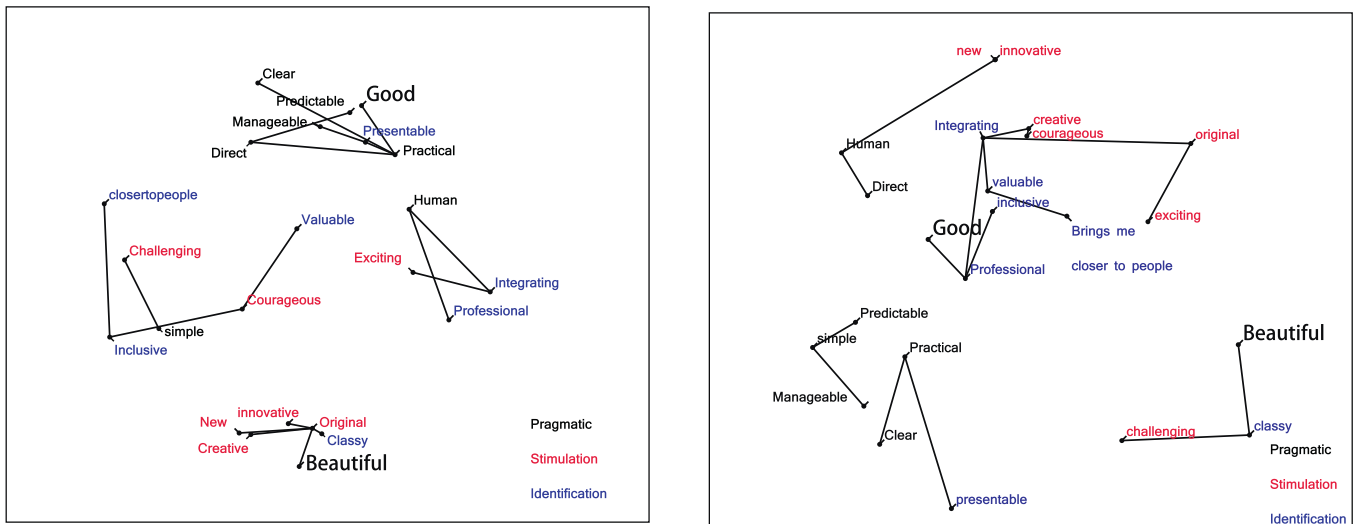 Clear
Predictable
Good
Manageable
Presentable
Direct
Practical
closertopeople
Human
Valuable
Challenging
Exciting
Integrating
Courageous
Professional
simple
Inclusive
innovative
New
Original
Creative
Classy
Beautiful
Pragmatic
Stimulation
Identification
new innovative
creative
Integrating
courageous
original
Human
valuable
Direct
inclusive
exciting
Good
Brings me
closer to people
Professional
Predictable
simple
Practical
Beautiful
Manageable
challenging
classy
Clear
presentable
Pragmatic
Stimulation
Identification